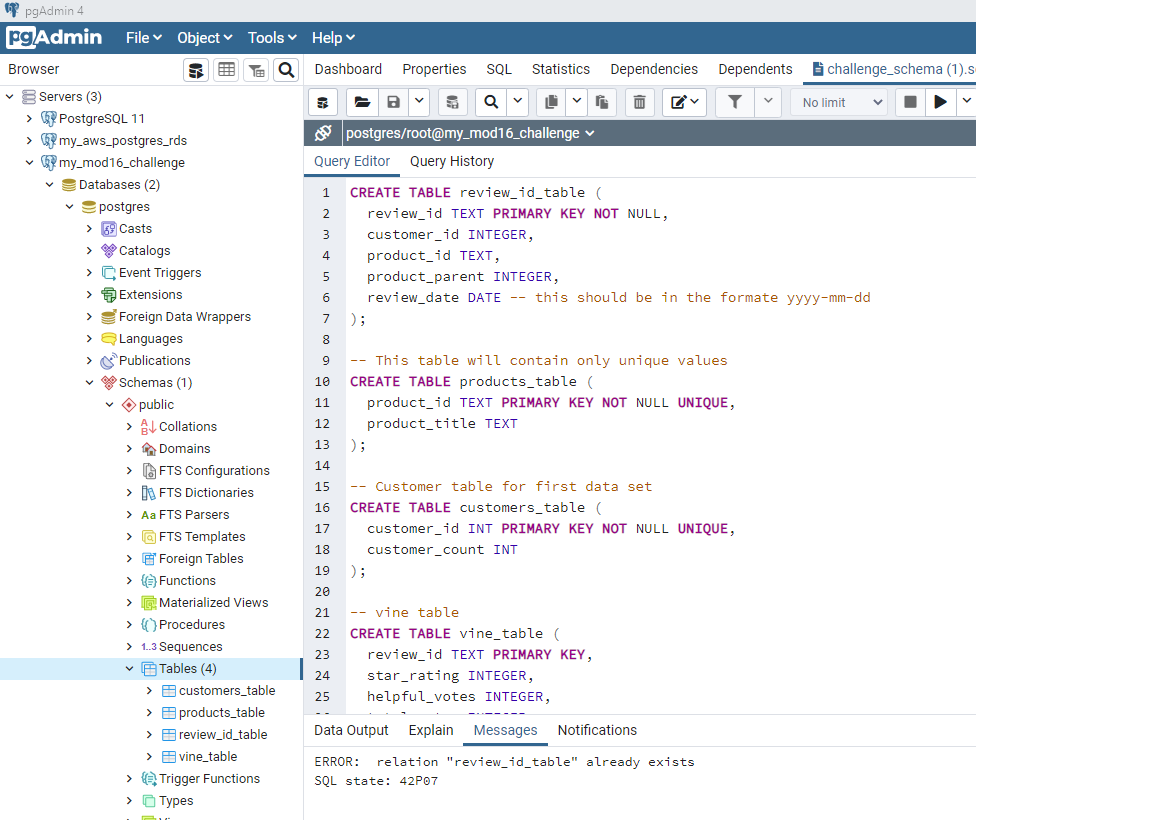 pgAdmin 4
pgAdmin File Object Tools Help
Browser
Dashboard Properties SQL Statistics Dependencies Dependents challenge_schema (1).s
No limit
postgres/root@my_mod16_challenge
Query Editor Query History
Servers (3)
PostgreSQL 11
my_aws_postgres_rds
my_mod16_challenge
Databases (2)
postgres
Casts
Catalogs
Event Triggers
Extensions
Foreign Data Wrappers
Languages
Publications
Schemas (1)
public
Collations
Domains
FTS Configurations
FTS Dictionaries
Aa FTS Parsers
FTS Templates
Foreign Tables
Functions
Materialized Views
Procedures
1..3 Sequences
Tables (4)
customers_table
products_table
review_id_table
vine_table
Trigger Functions
Types
1 CREATE TABLE review_id_table (
2 review_id TEXT PRIMARY KEY NOT NULL,
3 customer_id INTEGER,
4 product_id TEXT,
5 product_parent INTEGER,
6 review_date DATE -- this should be in the formate yyyy-mm-dd
7 );
8
9 -- This table will contain only unique values
10 CREATE TABLE products_table (
11 product_id TEXT PRIMARY KEY NOT NULL UNIQUE,
12 product_title TEXT
13 );
14
15 -- Customer table for first data set
16 CREATE TABLE customers_table (
17 customer_id INT PRIMARY KEY NOT NULL UNIQUE,
18 customer_count INT
19 );
20
21 -- vine table
22 CREATE TABLE vine_table (
23 review_id TEXT PRIMARY KEY,
24 star_rating INTEGER,
25 helpful_votes INTEGER,
Data Output Explain Messages Notifications
ERROR: relation "review_id_table" already exists
SQL state: 42P07